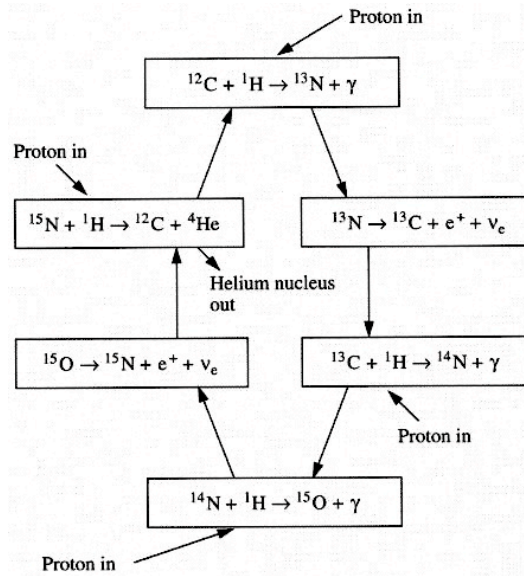 Proton in
¹²C + ¹H → ¹³N + γ
Proton in
¹⁵N + ¹H → ¹²C + ⁴He
¹³N → ¹³C + e⁺ + νₑ
Helium nucleus
out
¹⁵O → ¹⁵N + e⁺ + νₑ
¹³C + ¹H → ¹⁴N + γ
Proton in
¹⁴N + ¹H → ¹⁵O + γ
Proton in